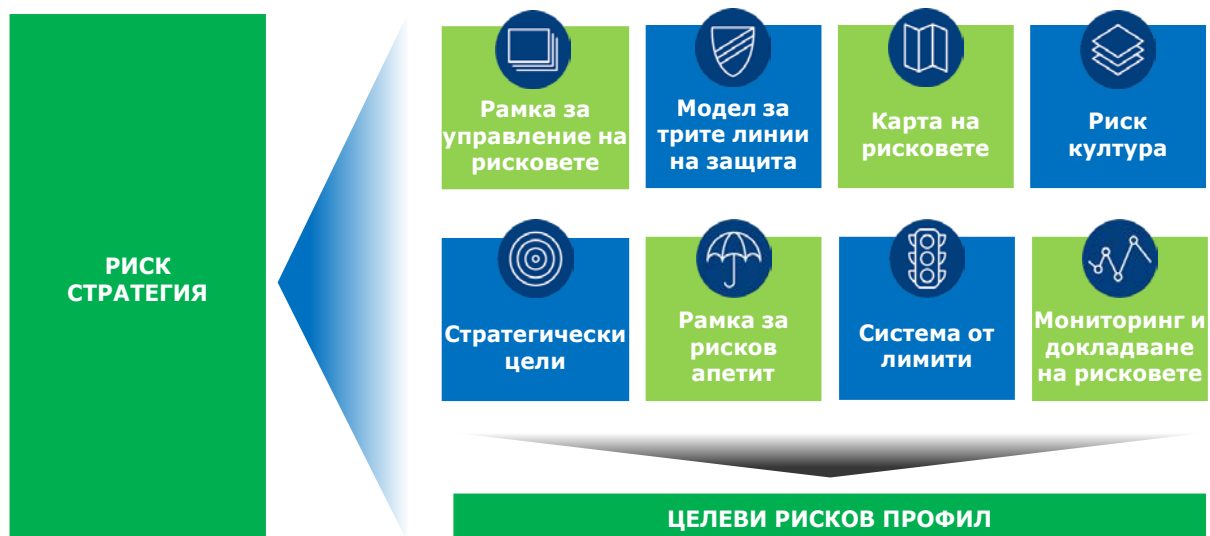 РИСК
СТРАТЕГИЯ
Рамка за
управление на
рисковете
Модел за
трите линии
на защита
Карта на
рисковете
Риск
култура
Стратегически
цели
Рамка за
рисков
апетит
Система от
лимити
Мониторинг и
докладване
на рисковете
ЦЕЛЕВИ РИСКОВ ПРОФИЛ